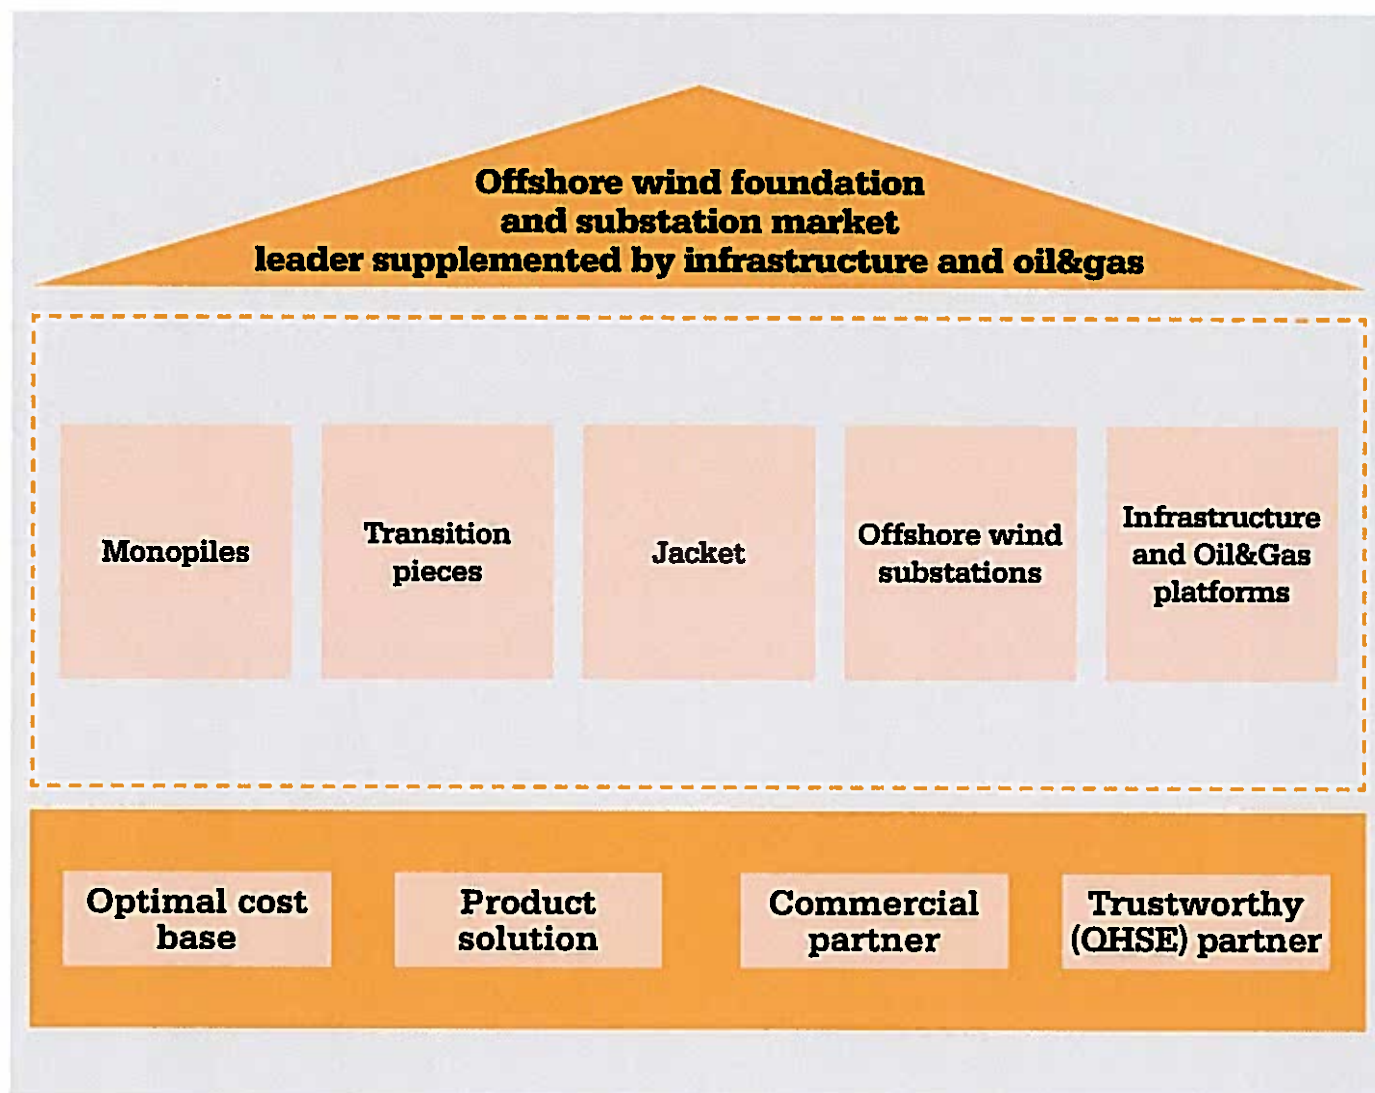 Offshore wind foundation
and substation market
leader supplemented by infrastructure and oil&gas
Monopiles
Transition
pieces
Jacket
Offshore wind
substations
Infrastructure
and Oil&Gas
platforms
Optimal cost
base
Product
solution
Commercial
partner
Trustworthy
(QHSE) partner